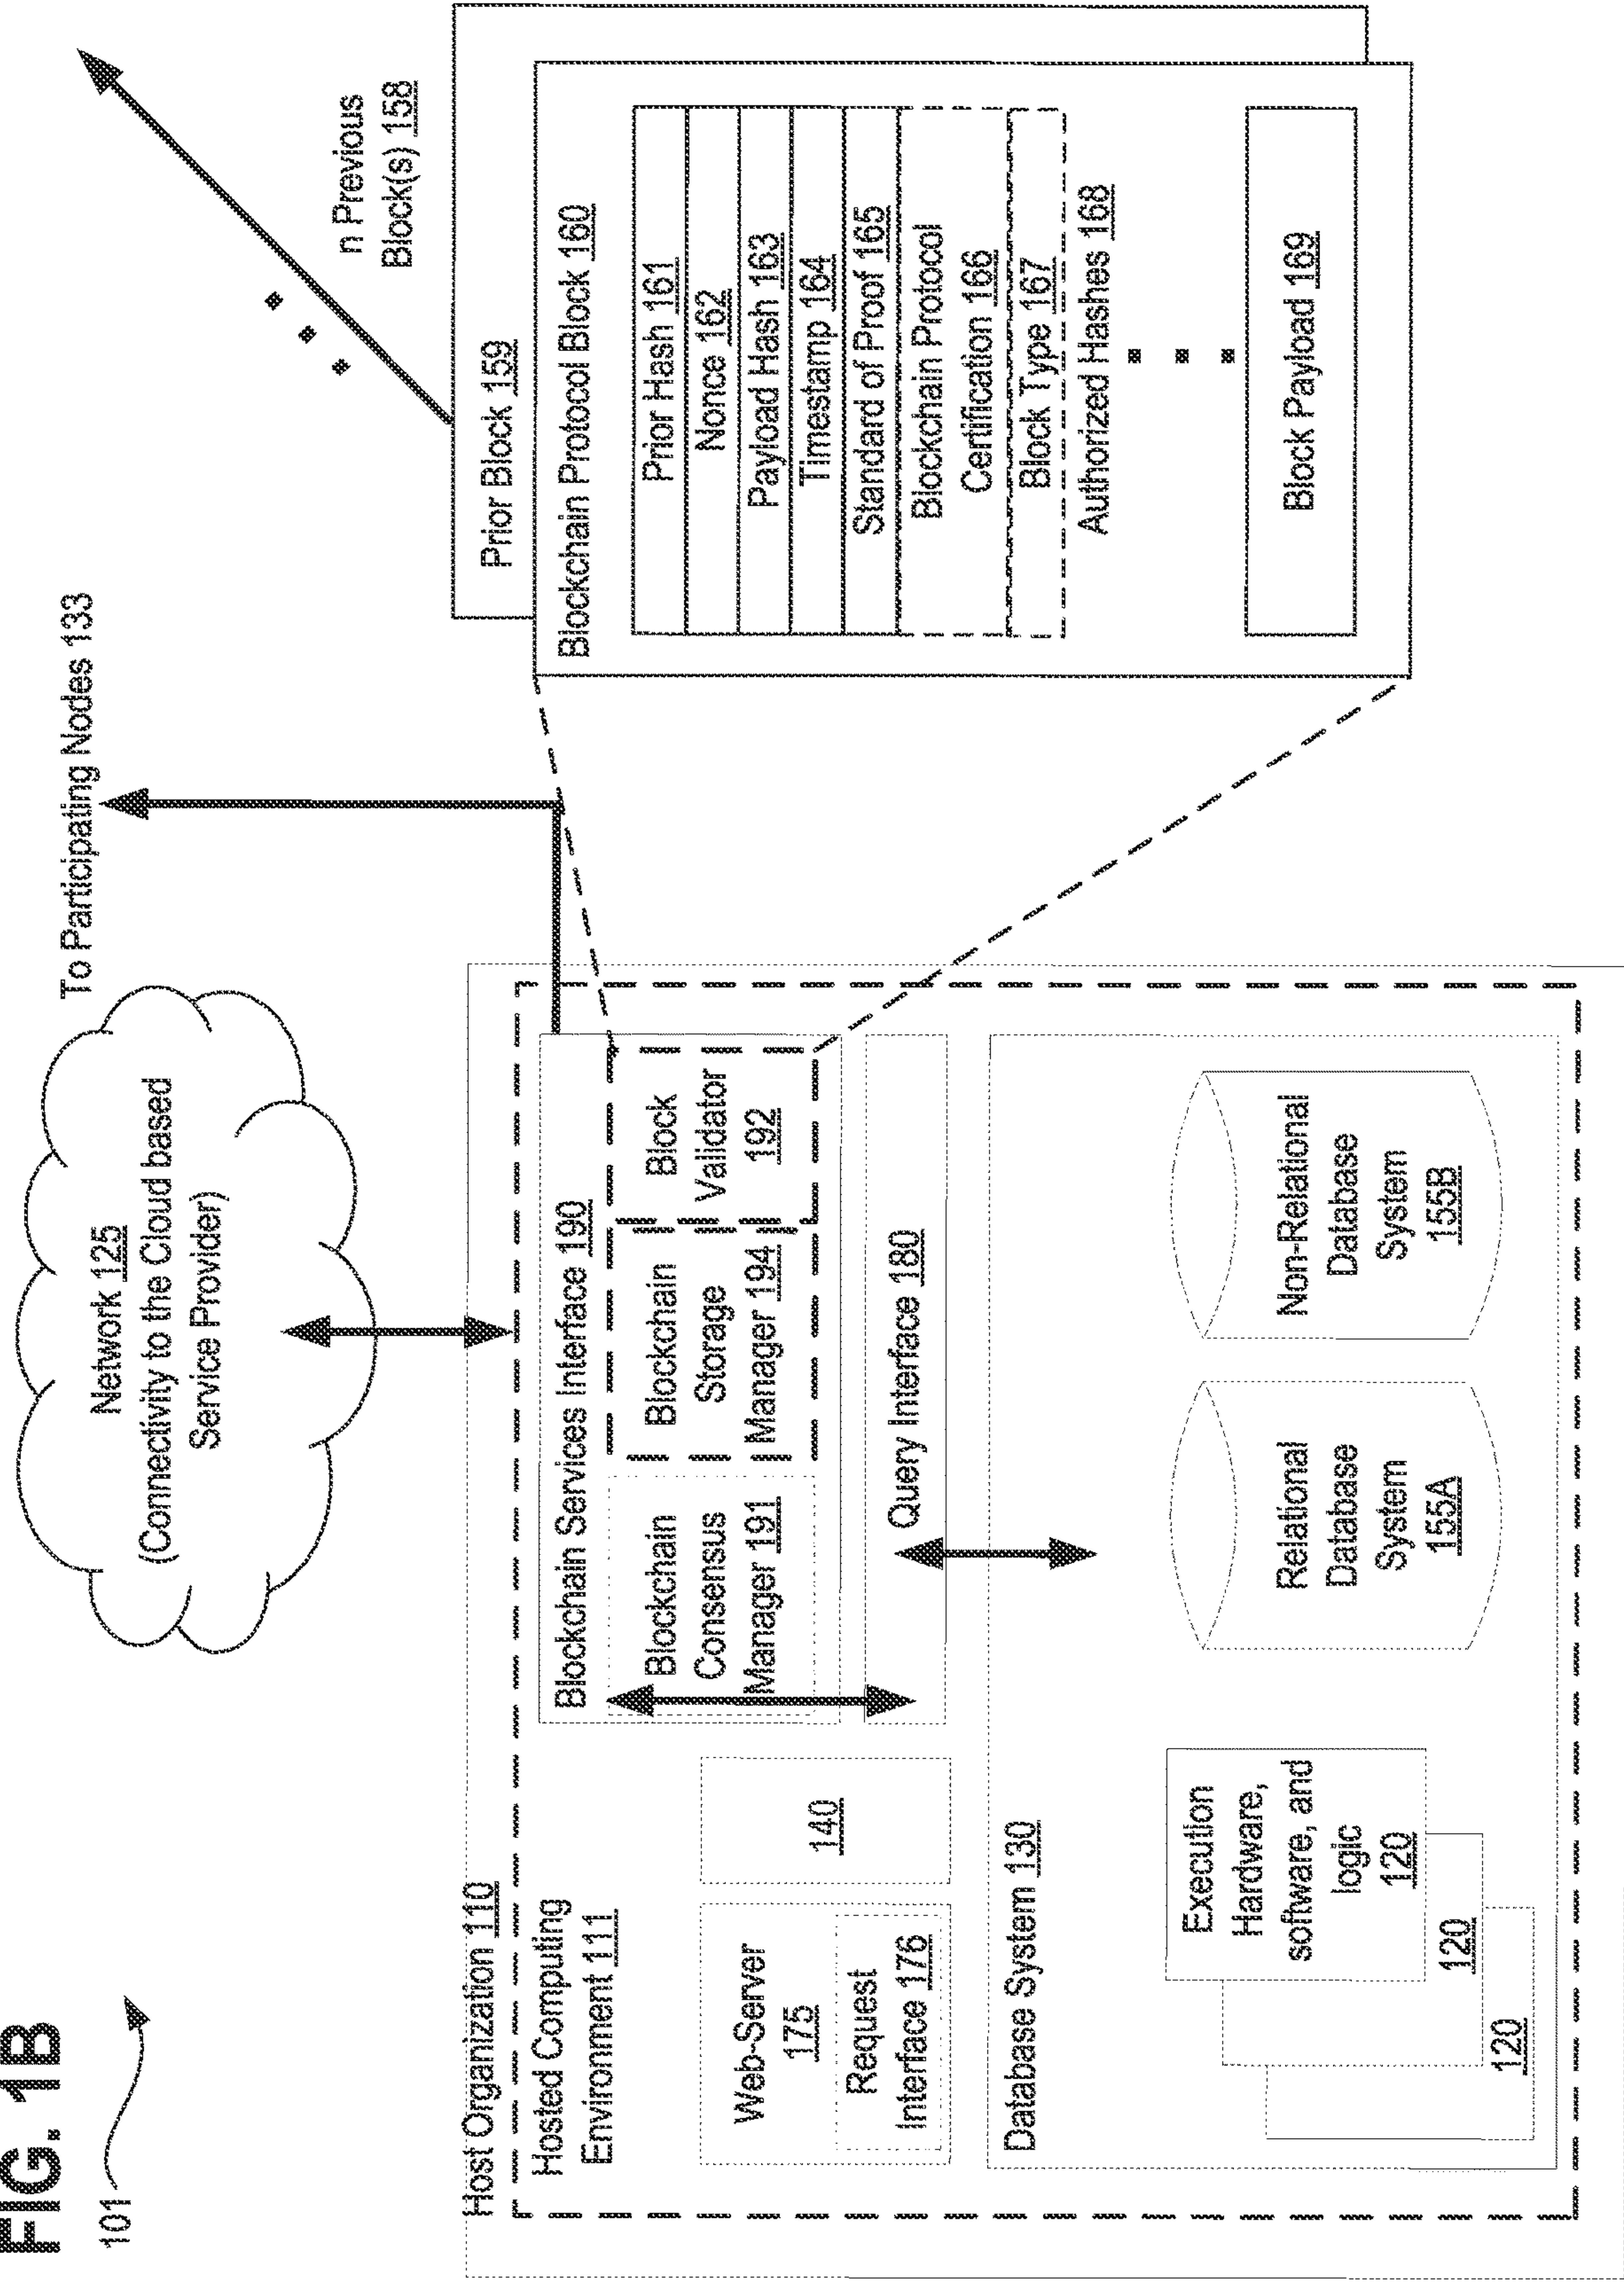 FIG. 1B
101
Network 125
(Connectivity to the Cloud based
Service Provider)
To Participating Nodes 133
n Previous
Block(s) 158
Host Organization 110
Hosted Computing
Environment 111
Web-Server
175
Request
Interface 176
140
Blockchain Services Interface 190
Blockchain
Consensus
Manager 191
Blockchain
Storage
Manager 194
Block
Validator
192
Query Interface 180
Database System 130
Execution
Hardware,
software, and
logic
120
120
120
Relational
Database
System
155A
Non-Relational
Database
System
155B
Prior Block 159
Blockchain Protocol Block 160
Prior Hash 161
Nonce 162
Payload Hash 163
Timestamp 164
Standard of Proof 165
Blockchain Protocol
Certification 166
Block Type 167
Authorized Hashes 168
Block Payload 169